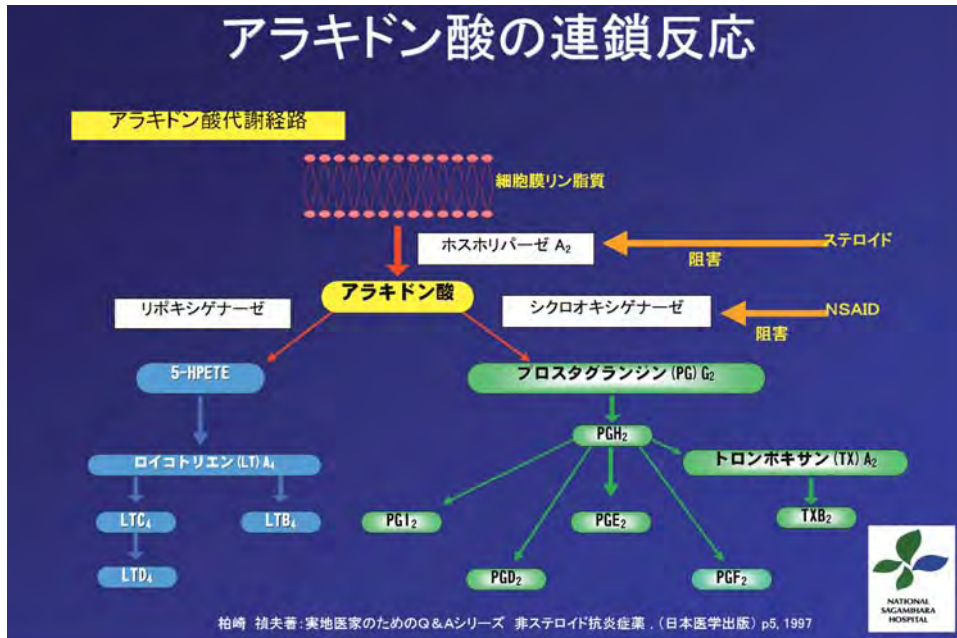 アラキドン酸の連鎖反応
アラキドン酸代謝経路
細胞膜リン脂質
ホスホリパーゼ A₂
ステロイド
阻害
アラキドン酸
リポキシゲナーゼ
シクロオキシゲナーゼ
NSAID
阻害
5-HPETE
プロスタグランジン(PG) G₂
PGH₂
ロイコトリエン(LT) A₄
トロンボキサン(TX) A₂
LTC₄
LTB₄
PGI₂
PGE₂
TXB₂
LTD₄
PGD₂
PGF₂
NATIONAL
SAGAMIHARA
HOSPITAL
柏崎 禎夫著:実地医家のためのQ&Aシリーズ 非ステロイド抗炎症薬.(日本医学出版) p5, 1997